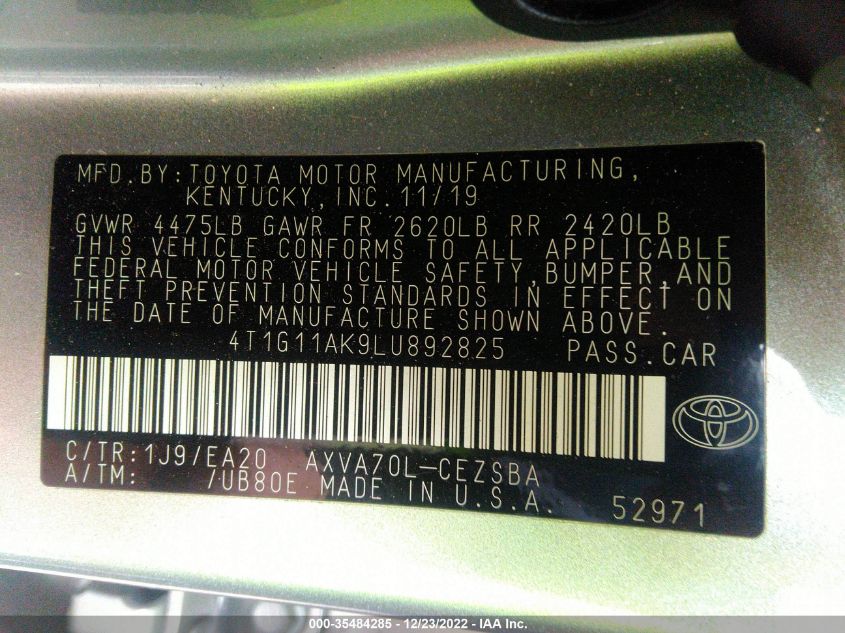 MFD.BY:TOYOTA MOTOR MANUFACTURING,
KENTUCKY,INC.11/19
GVWR 4475LB GAWR FR 2620LB RR 2420LB
THIS VEHICLE CONFORMS TO ALL APPLICABLE
FEDERAL MOTOR VEHICLE SAFETY,BUMPER,AND
THEFT PREVENTION STANDARDS IN EFFECT ON
THE DATE OF MANUFACTURE SHOWN ABOVE.
4T1G11AK9LU892825 PASS.CAR
C/TR:1J9/EA20 AXVA70L-CEZSBA
A/TM: /UB80E MADE IN U.S.A.
52971
000-35484285 - 12/23/2022 - IAA Inc.